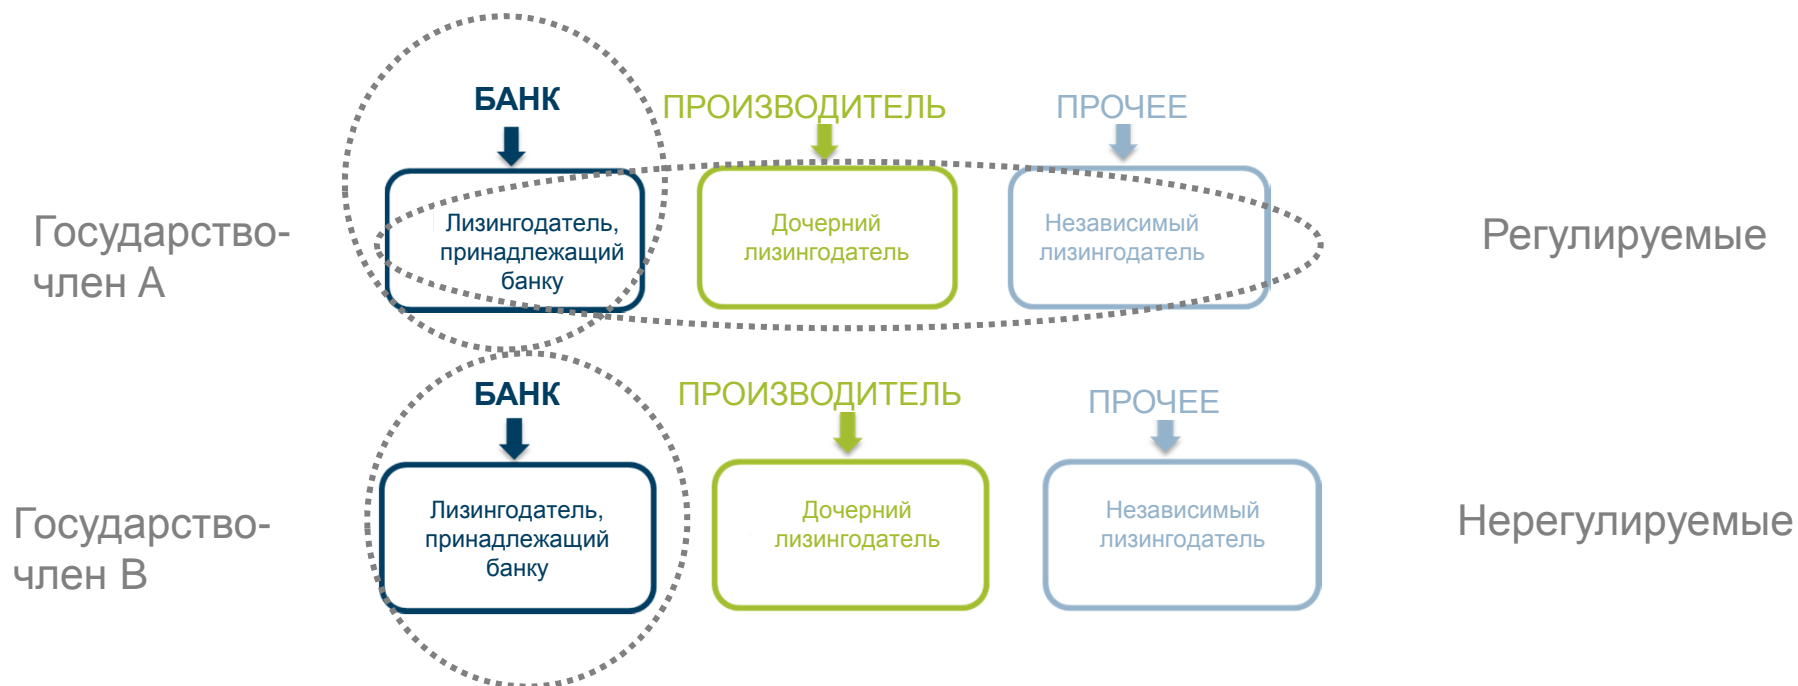 БАНК
ПРОИЗВОДИТЕЛЬ
ПРОЧЕЕ
Государство-
член А
Лизингодатель,
принадлежащий
банку
Дочерний
лизингодатель
Независимый
лизингодатель
Регулируемые
БАНК
ПРОИЗВОДИТЕЛЬ
ПРОЧЕЕ
Государство-
член В
Лизингодатель,
принадлежащий
банку
Дочерний
лизингодатель
Независимый
лизингодатель
Нерегулируемые